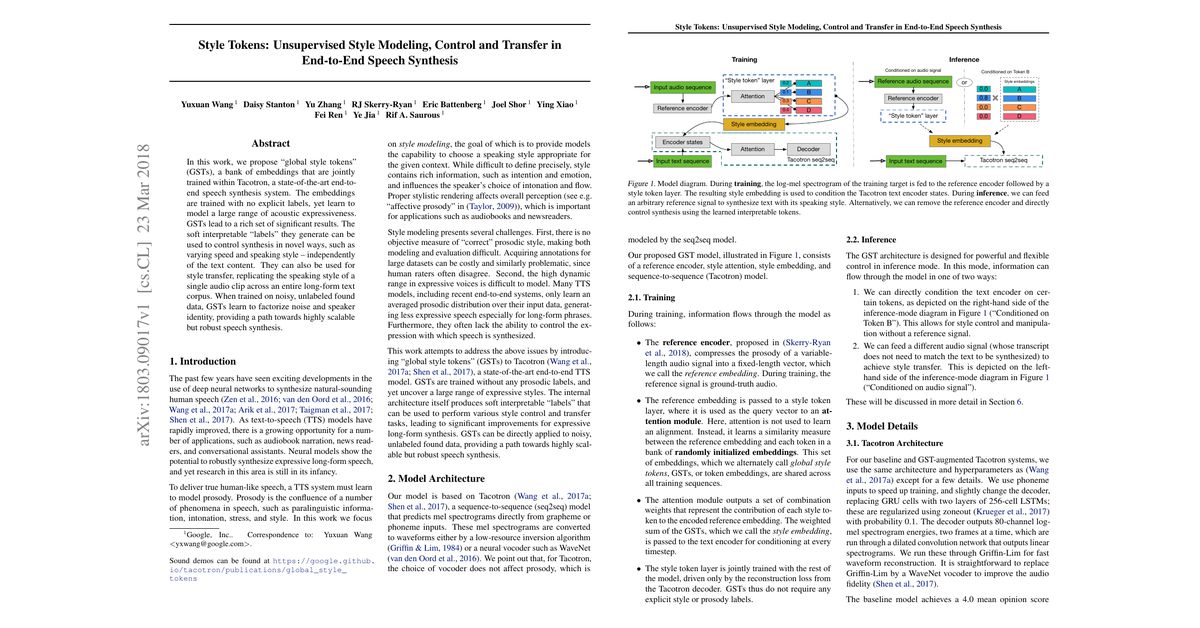 arXiv:1803.09017v1 [cs.CL] 23 Mar 2018
Style Tokens: Unsupervised Style Modeling, Control and Transfer in
End-to-End Speech Synthesis
Yuxuan Wang 1 Daisy Stanton 1 Yu Zhang 1 RJ Skerry-Ryan 1 Eric Battenberg 1 Joel Shor 1 Ying Xiao 1
Fei Ren 1 Ye Jia 1 Rif A. Saurous 1
Abstract
In this work, we propose “global style tokens”
(GSTs), a bank of embeddings that are jointly
trained within Tacotron, a state-of-the-art end-to-
end speech synthesis system. The embeddings
are trained with no explicit labels, yet learn to
model a large range of acoustic expressiveness.
GSTs lead to a rich set of significant results. The
soft interpretable “labels” they generate can be
used to control synthesis in novel ways, such as
varying speed and speaking style – independently
of the text content. They can also be used for
style transfer, replicating the speaking style of a
single audio clip across an entire long-form text
corpus. When trained on noisy, unlabeled found
data, GSTs learn to factorize noise and speaker
identity, providing a path towards highly scalable
but robust speech synthesis.
1. Introduction
The past few years have seen exciting developments in the
use of deep neural networks to synthesize natural-sounding
human speech (Zen et al., 2016; van den Oord et al., 2016;
Wang et al., 2017a; Arik et al., 2017; Taigman et al., 2017;
Shen et al., 2017). As text-to-speech (TTS) models have
rapidly improved, there is a growing opportunity for a num-
ber of applications, such as audiobook narration, news read-
ers, and conversational assistants. Neural models show the
potential to robustly synthesize expressive long-form speech,
and yet research in this area is still in its infancy.
To deliver true human-like speech, a TTS system must learn
to model prosody. Prosody is the confluence of a number
of phenomena in speech, such as paralinguistic informa-
tion, intonation, stress, and style. In this work we focus
1Google, Inc.. Correspondence to: Yuxuan Wang
<yxwang@google.com>.
Sound demos can be found at https://google.github.
io/tacotron/publications/global_style_
tokens
on style modeling, the goal of which is to provide models
the capability to choose a speaking style appropriate for
the given context. While difficult to define precisely, style
contains rich information, such as intention and emotion,
and influences the speaker’s choice of intonation and flow.
Proper stylistic rendering affects overall perception (see e.g.
“affective prosody” in (Taylor, 2009)), which is important
for applications such as audiobooks and newsreaders.
Style modeling presents several challenges. First, there is no
objective measure of “correct” prosodic style, making both
modeling and evaluation difficult. Acquiring annotations for
large datasets can be costly and similarly problematic, since
human raters often disagree. Second, the high dynamic
range in expressive voices is difficult to model. Many TTS
models, including recent end-to-end systems, only learn an
averaged prosodic distribution over their input data, generat-
ing less expressive speech especially for long-form phrases.
Furthermore, they often lack the ability to control the ex-
pression with which speech is synthesized.
This work attempts to address the above issues by introduc-
ing “global style tokens” (GSTs) to Tacotron (Wang et al.,
2017a; Shen et al., 2017), a state-of-the-art end-to-end TTS
model. GSTs are trained without any prosodic labels, and
yet uncover a large range of expressive styles. The internal
architecture itself produces soft interpretable “labels” that
can be used to perform various style control and transfer
tasks, leading to significant improvements for expressive
long-form synthesis. GSTs can be directly applied to noisy,
unlabeled found data, providing a path towards highly scal-
able but robust speech synthesis.
2. Model Architecture
Our model is based on Tacotron (Wang et al., 2017a;
Shen et al., 2017), a sequence-to-sequence (seq2seq) model
that predicts mel spectrograms directly from grapheme or
phoneme inputs. These mel spectrograms are converted
to waveforms either by a low-resource inversion algorithm
(Griffin & Lim, 1984) or a neural vocoder such as WaveNet
(van den Oord et al., 2016). We point out that, for Tacotron,
the choice of vocoder does not affect prosody, which is
Style Tokens: Unsupervised Style Modeling, Control and Transfer in End-to-End Speech Synthesis
Training
Input audio sequence
Reference encoder
“Style token” layer
Attention
A
B
C
D
Style embedding
Encoder states
Attention
Decoder
Input text sequence
Tacotron seq2seq
Inference
Conditioned on audio signal
Reference audio sequence
Reference encoder
“Style token” layer
or
Conditioned on Token B
Style embeddings
0.0
A
0.8
B
0.0
C
0.0
D
Style embedding
Input text sequence
Tacotron seq2seq
Figure 1. Model diagram. During training, the log-mel spectrogram of the training target is fed to the reference encoder followed by a
style token layer. The resulting style embedding is used to condition the Tacotron text encoder states. During inference, we can feed
an arbitrary reference signal to synthesize text with its speaking style. Alternatively, we can remove the reference encoder and directly
control synthesis using the learned interpretable tokens.
modeled by the seq2seq model.
Our proposed GST model, illustrated in Figure 1, consists
of a reference encoder, style attention, style embedding, and
sequence-to-sequence (Tacotron) model.
2.1. Training
During training, information flows through the model as
follows:
• The reference encoder, proposed in (Skerry-Ryan
et al., 2018), compresses the prosody of a variable-
length audio signal into a fixed-length vector, which
we call the reference embedding. During training, the
reference signal is ground-truth audio.
• The reference embedding is passed to a style token
layer, where it is used as the query vector to an at-
tention module. Here, attention is not used to learn
an alignment. Instead, it learns a similarity measure
between the reference embedding and each token in a
bank of randomly initialized embeddings. This set
of embeddings, which we alternately call global style
tokens, GSTs, or token embeddings, are shared across
all training sequences.
• The attention module outputs a set of combination
weights that represent the contribution of each style to-
ken to the encoded reference embedding. The weighted
sum of the GSTs, which we call the style embedding,
is passed to the text encoder for conditioning at every
timestep.
• The style token layer is jointly trained with the rest of
the model, driven only by the reconstruction loss from
the Tacotron decoder. GSTs thus do not require any
explicit style or prosody labels.
2.2. Inference
The GST architecture is designed for powerful and flexible
control in inference mode. In this mode, information can
flow through the model in one of two ways:
1. We can directly condition the text encoder on cer-
tain tokens, as depicted on the right-hand side of the
inference-mode diagram in Figure 1 (“Conditioned on
Token B”). This allows for style control and manipula-
tion without a reference signal.
2. We can feed a different audio signal (whose transcript
does not need to match the text to be synthesized) to
achieve style transfer. This is depicted on the left-
hand side of the inference-mode diagram in Figure 1
(“Conditioned on audio signal”).
These will be discussed in more detail in Section 6.
3. Model Details
3.1. Tacotron Architecture
For our baseline and GST-augmented Tacotron systems, we
use the same architecture and hyperparameters as (Wang
et al., 2017a) except for a few details. We use phoneme
inputs to speed up training, and slightly change the decoder,
replacing GRU cells with two layers of 256-cell LSTMs;
these are regularized using zoneout (Krueger et al., 2017)
with probability 0.1. The decoder outputs 80-channel log-
mel spectrogram energies, two frames at a time, which are
run through a dilated convolution network that outputs linear
spectrograms. We run these through Griffin-Lim for fast
waveform reconstruction. It is straightforward to replace
Griffin-Lim by a WaveNet vocoder to improve the audio
fidelity (Shen et al., 2017).
The baseline model achieves a 4.0 mean opinion score